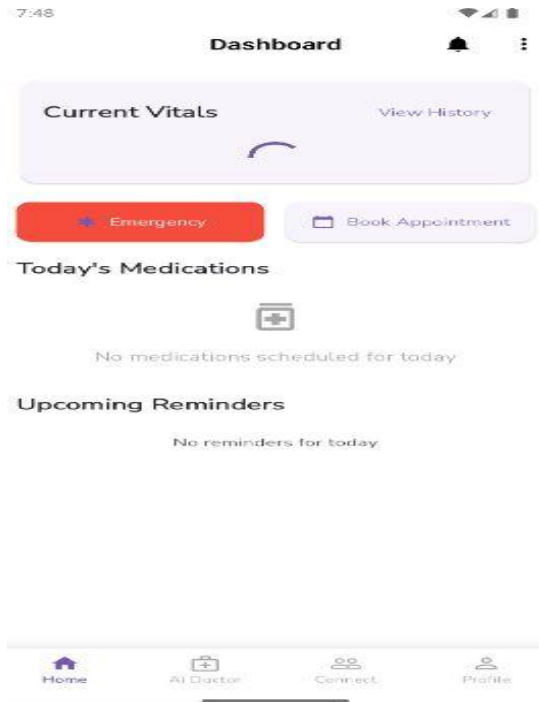 7:48
Dashboard
Current Vitals
View History
Emergency
Book Appointment
Today's Medications
No medications scheduled for today
Upcoming Reminders
No reminders for today
Home
AI Doctor
Connect
Profile